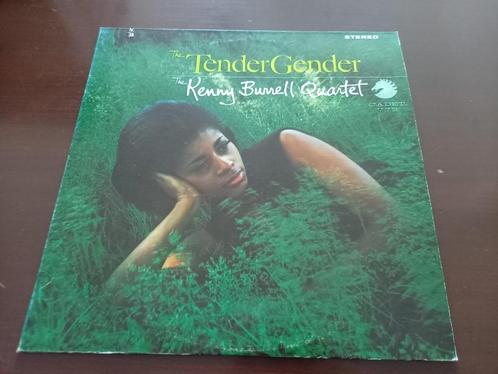 STEREO
The Tender Gender
The Kenny Burrell Quartet
CADET